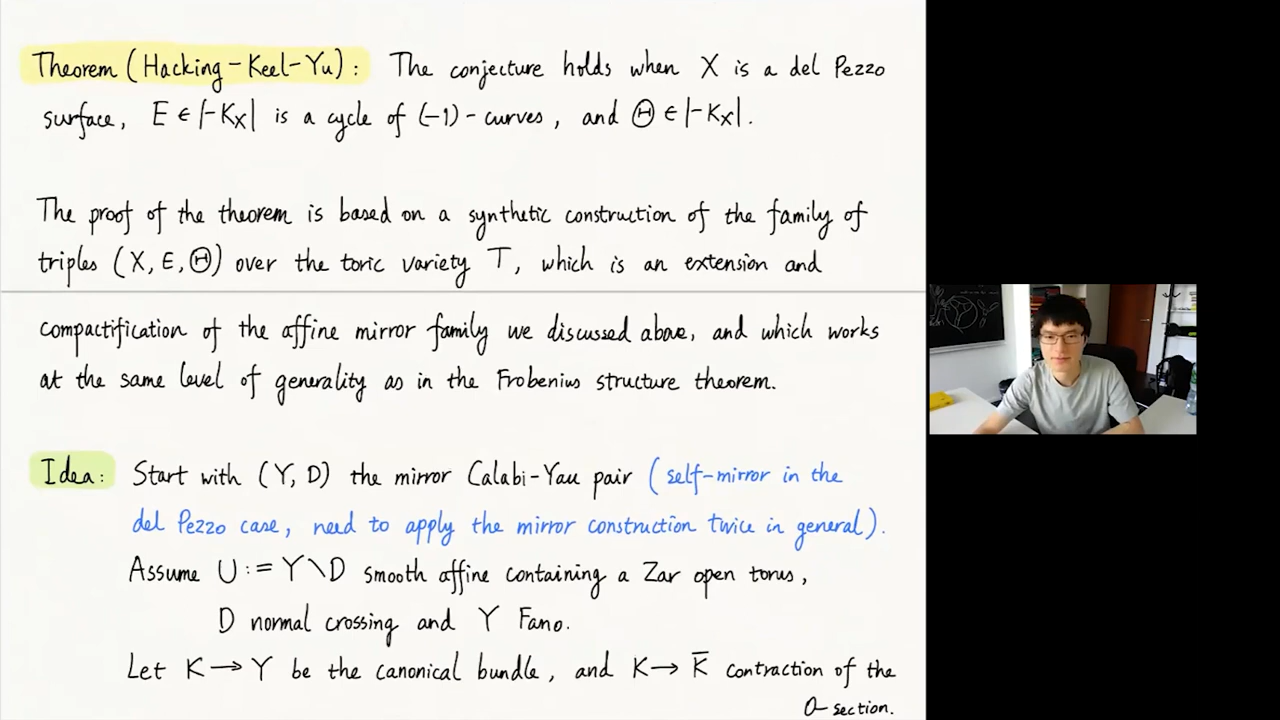 Theorem (Hacking-Keel-Yu): The conjecture holds when X is a del Pezzo
surface, E ∈ |-K_X| is a cycle of (-1)-curves, and Θ ∈ |-K_X|.
The proof of the theorem is based on a synthetic construction of the family of
triples (X, E, Θ) over the toric variety T, which is an extension and
compactification of the affine mirror family we discussed above, and which works
at the same level of generality as in the Frobenius structure theorem.
Idea: Start with (Y, D) the mirror Calabi-Yau pair (self-mirror in the
del Pezzo case, need to apply the mirror construction twice in general).
Assume U := Y \ D smooth affine containing a Zar open torus,
D normal crossing and Y Fano.
Let K → Y be the canonical bundle, and K → K̅ contraction of the
0-section.